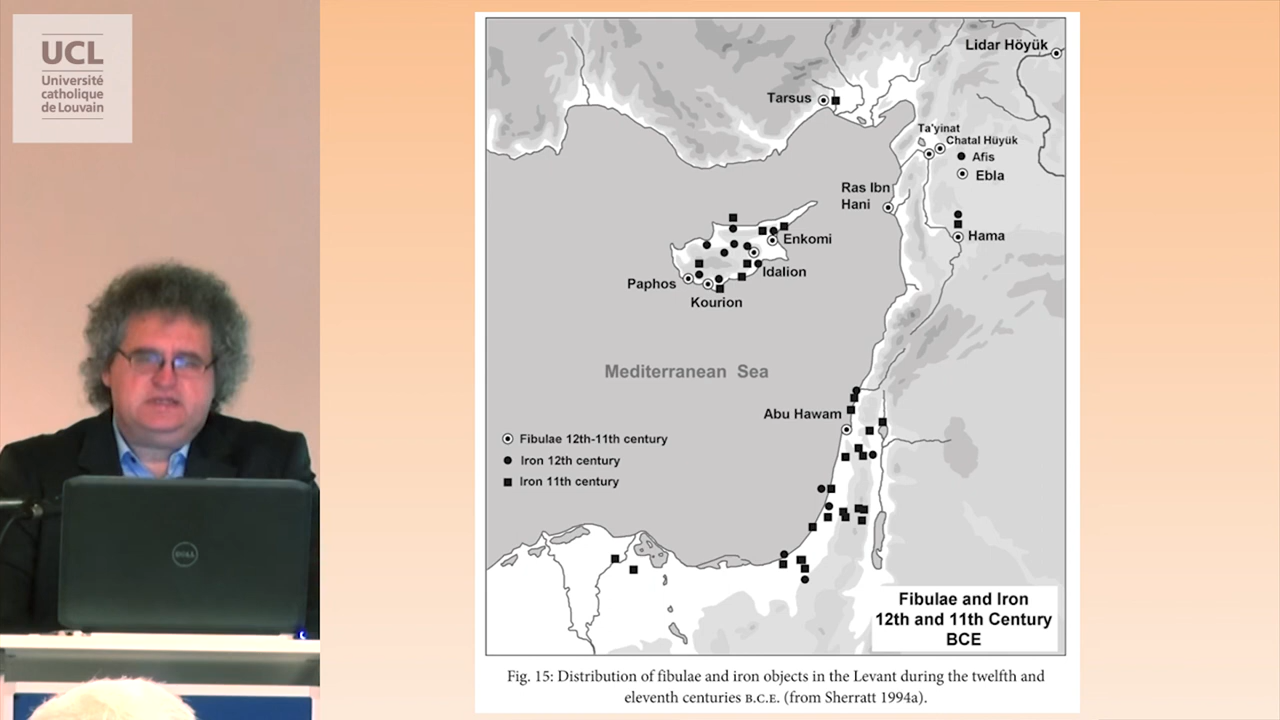 UCL
Université
catholique
de Louvain
Lidar Höyük
Tarsus
Ta'yinat
Chatal Hüyük
Afis
Ebla
Ras Ibn
Hani
Hama
Enkomi
Idalion
Paphos
Kourion
Mediterranean Sea
Abu Hawam
Fibulae 12th-11th century
Iron 12th century
Iron 11th century
Fibulae and Iron
12th and 11th Century
BCE
Fig. 15: Distribution of fibulae and iron objects in the Levant during the twelfth and
eleventh centuries B.C.E. (from Sherratt 1994a).
DELL